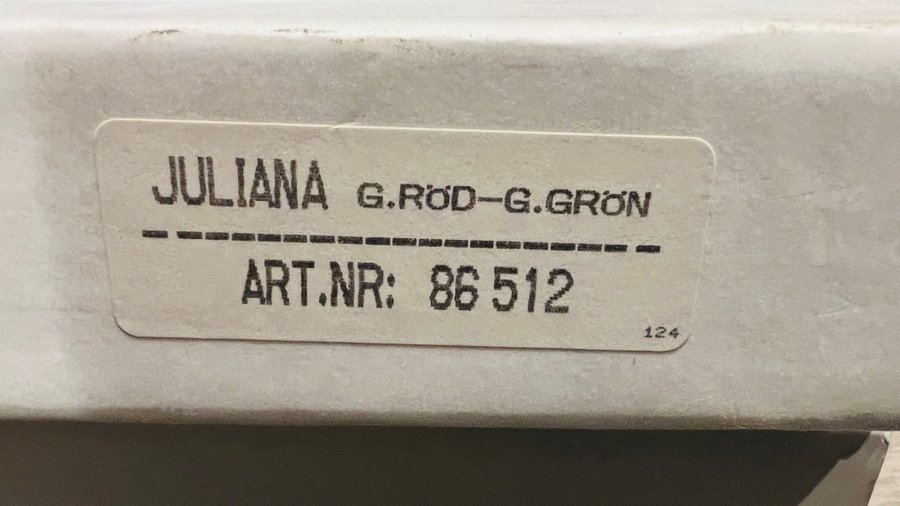 JULIANA G.RÖD-G.GRÖN
ART.NR: 86 512
124